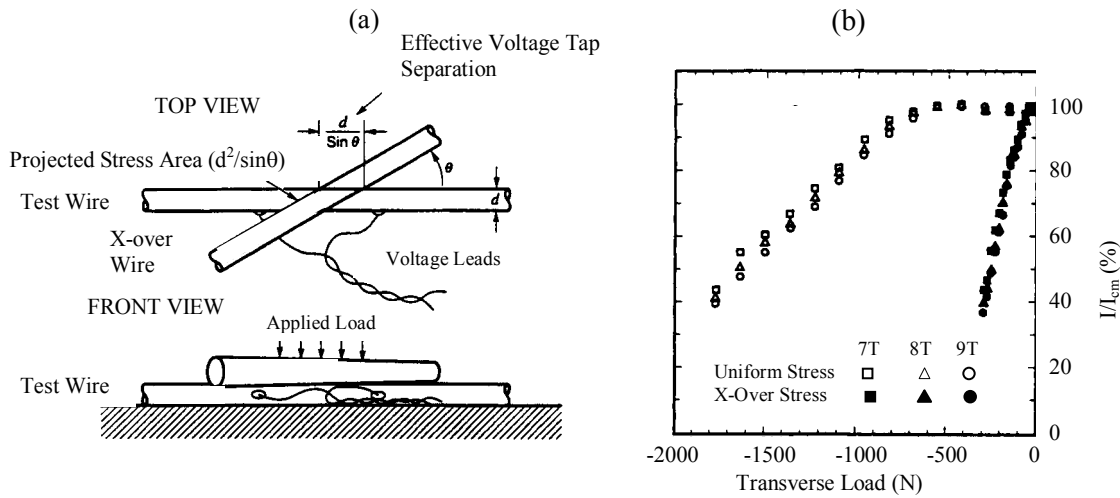 (a)
Effective Voltage Tap
Separation
TOP VIEW
d
Sin θ
Projected Stress Area (d²/sinθ)
θ
Test Wire
d
X-over
Wire
Voltage Leads
FRONT VIEW
Applied Load
Test Wire
(b)
100
80
60
40
20
0
I/I_cm (%)
7T 8T 9T
Uniform Stress
X-Over Stress
-2000 -1500 -1000 -500 0
Transverse Load (N)